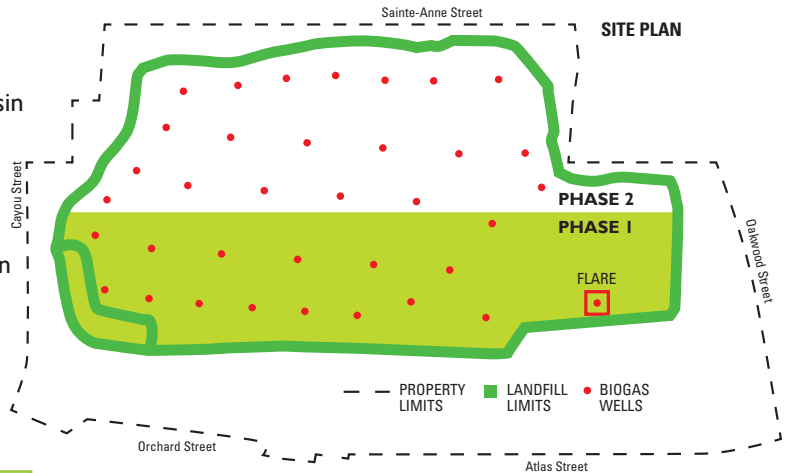 Sainte-Anne Street
SITE PLAN
sin
Cayou Street
PHASE 2
PHASE I
Oakwood Street
n
FLARE
PROPERTY LIMITS
LANDFILL LIMITS
BIOGAS WELLS
Orchard Street
Atlas Street